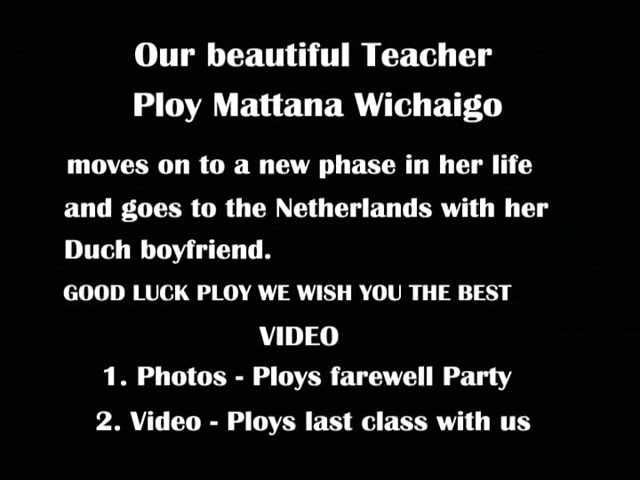 Our beautiful Teacher
Ploy Mattana Wichaigo
moves on to a new phase in her life
and goes to the Netherlands with her
Duch boyfriend.
GOOD LUCK PLOY WE WISH YOU THE BEST
VIDEO
1. Photos - Ploys farewell Party
2. Video - Ploys last class with us